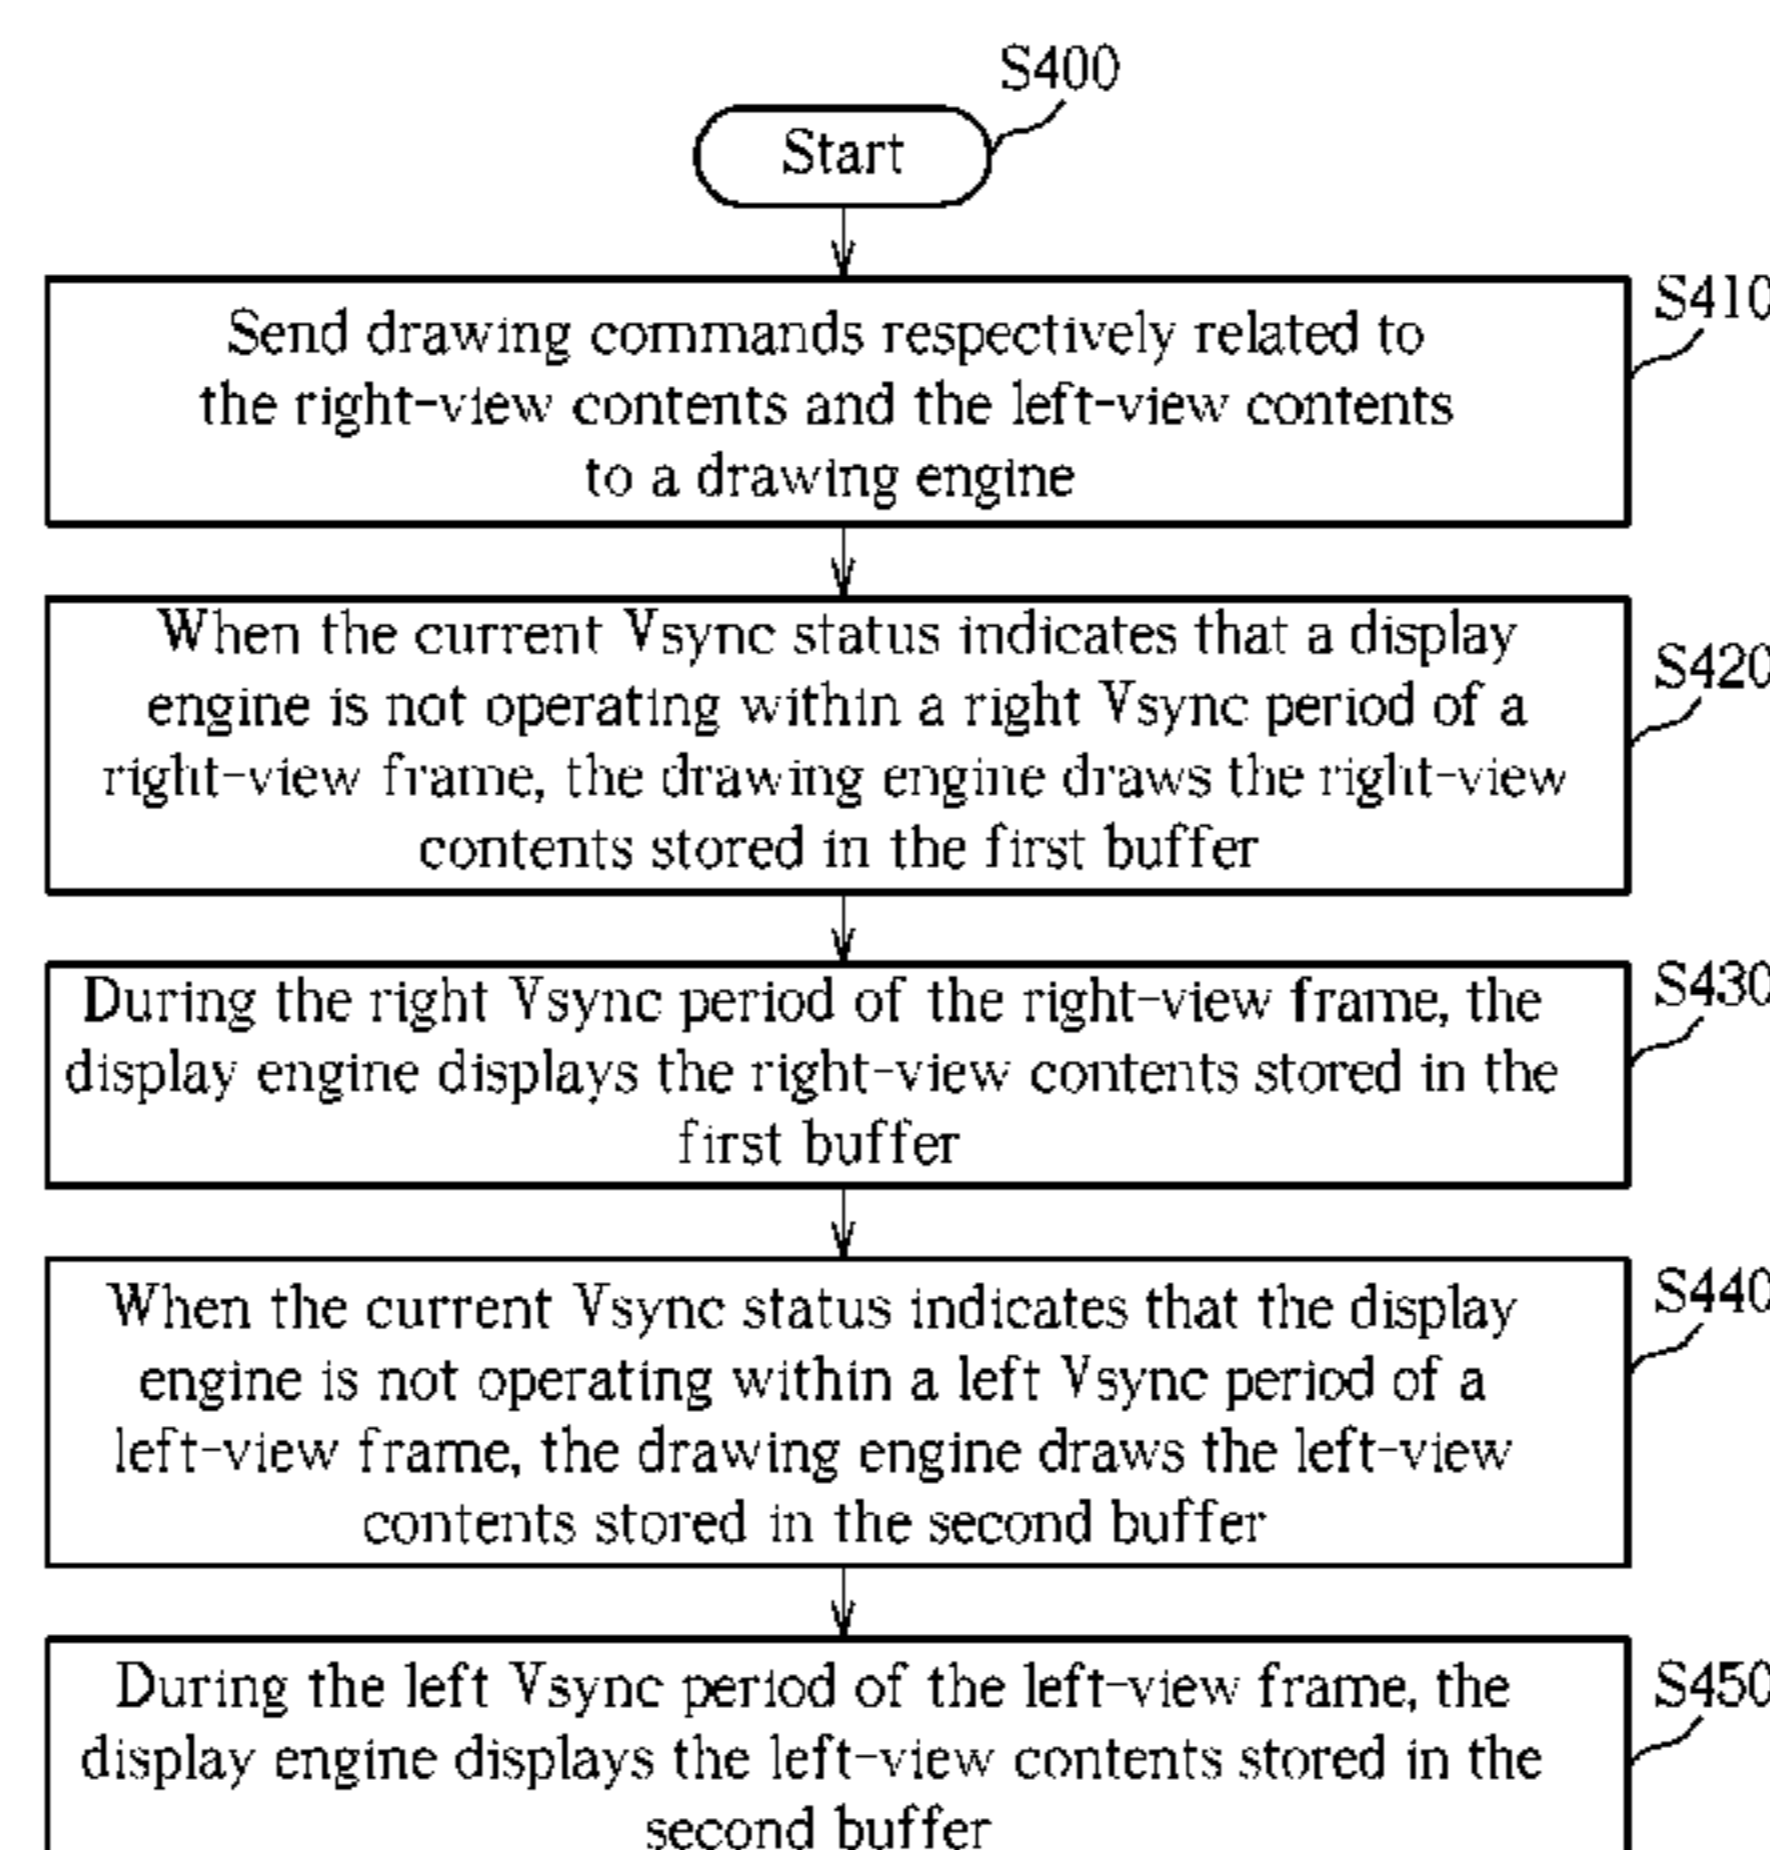 S400
Start
S410
Send drawing commands respectively related to
the right-view contents and the left-view contents
to a drawing engine
When the current Vsync status indicates that a display
S420
engine is not operating within a right Vsync period of a
right-view frame, the drawing engine draws the right-view
contents stored in the first buffer
S430
During the right Vsync period of the right-view frame, the
display engine displays the right-view contents stored in the
first buffer
S440
When the current Vsync status indicates that the display
engine is not operating within a left Vsync period of a
left-view frame, the drawing engine draws the left-view
contents stored in the second buffer
S450
During the left Vsync period of the left-view frame, the
display engine displays the left-view contents stored in the
second buffer